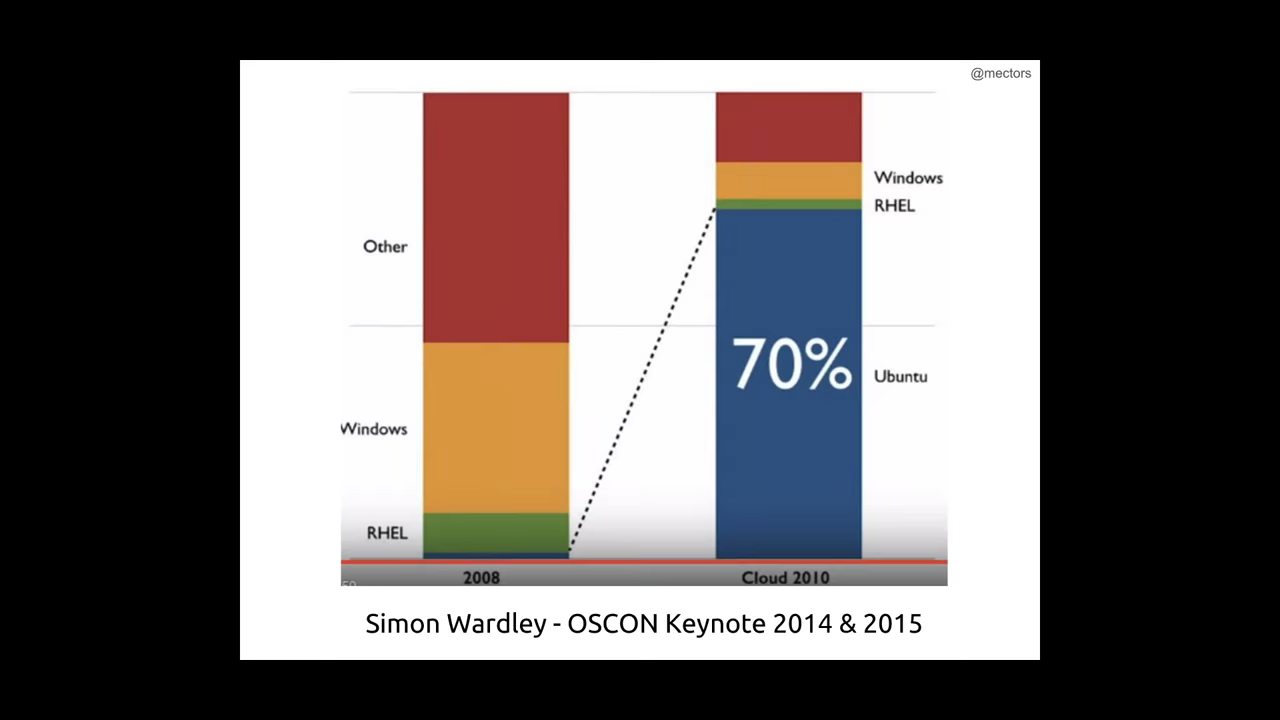 @mectors
Windows
RHEL
Other
70%
Ubuntu
Windows
RHEL
2008
Cloud 2010
Simon Wardley - OSCON Keynote 2014 & 2015